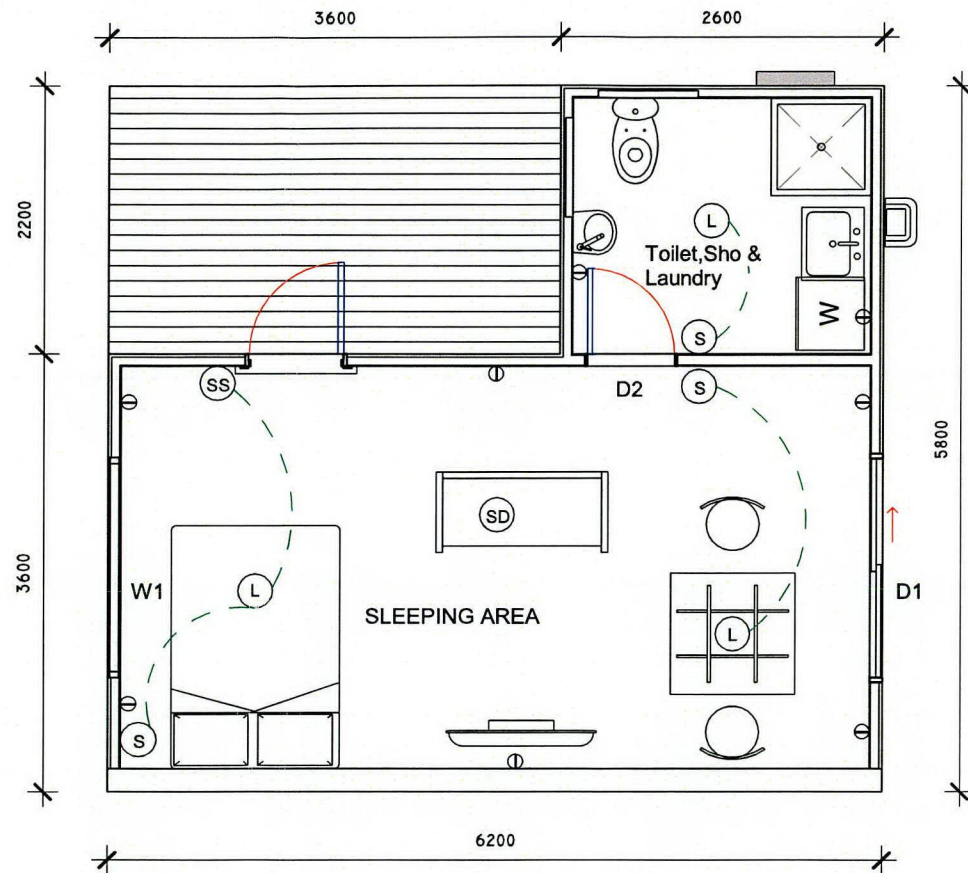 3600
2600
2200
5800
L
Toilet,Sho &
Laundry
W
S
SS
D2
S
3600
SD
W1
L
D1
SLEEPING AREA
L
S
6200